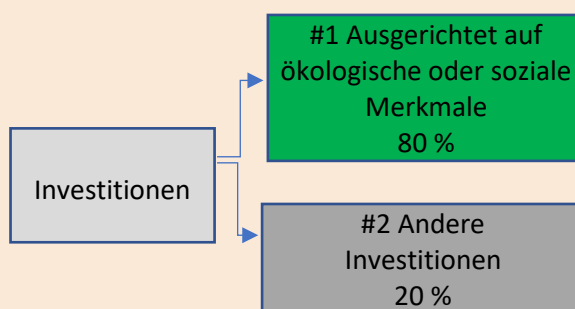 #1 Ausgerichtet auf
ökologische oder soziale
Merkmale
80 %
Investitionen
#2 Andere
Investitionen
20 %